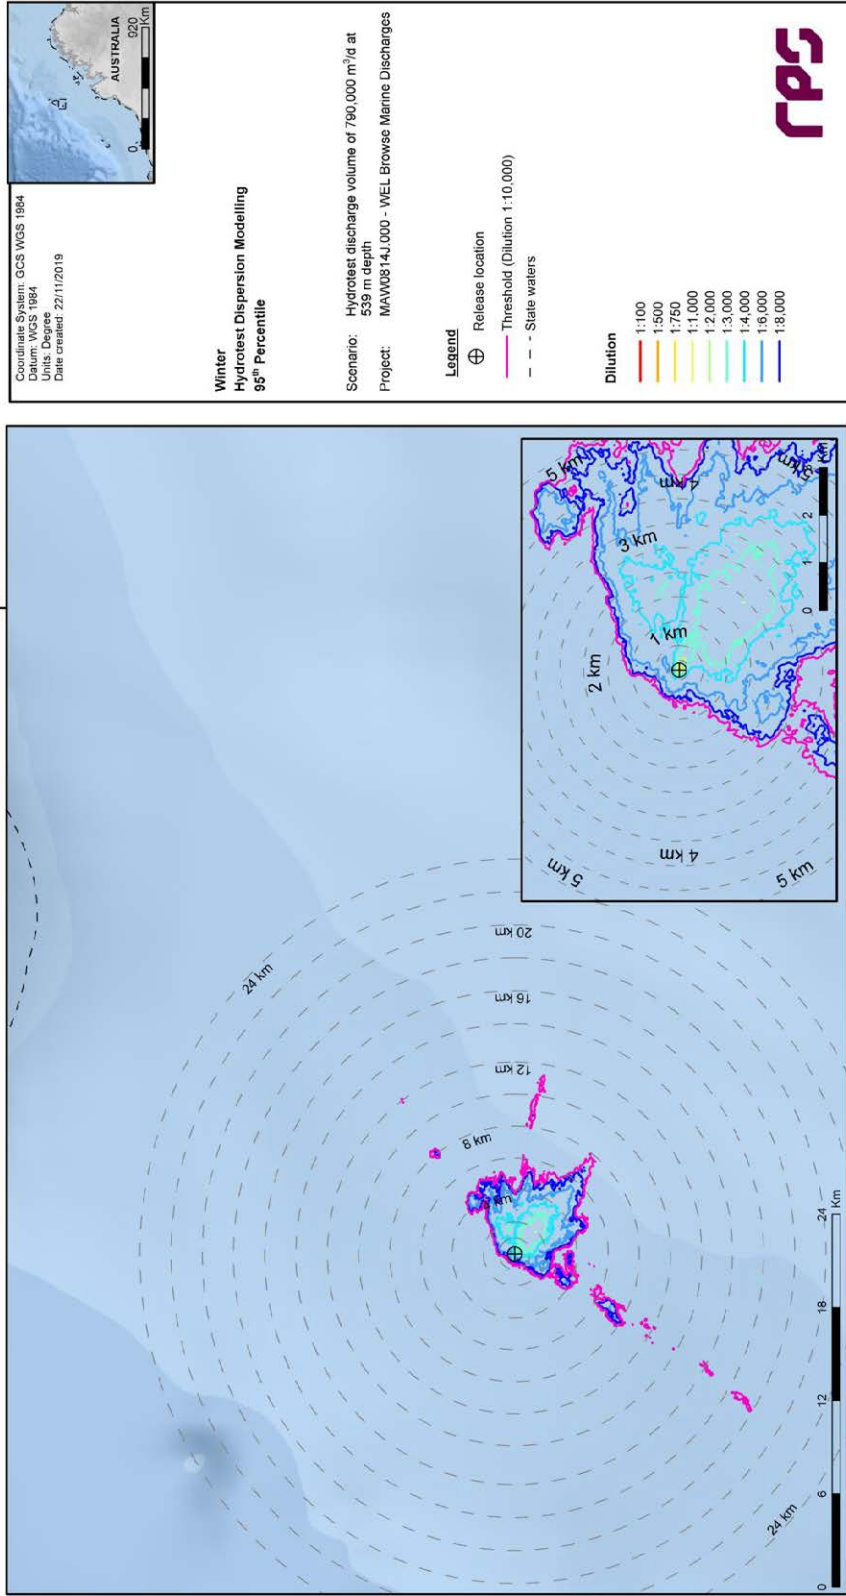 Coordinate System: GCS WGS 1984
Datum: WGS 1984
Units: Degree
Date created: 22/11/2019
AUSTRALIA
0
920
Km
Winter
Hydrotest Dispersion Modelling
95th Percentile
Scenario: Hydrotest discharge volume of 790,000 m³/d at
539 m depth
Project: MAW0814J.000 - WEL Browse Marine Discharges
Legend
Release location
Threshold (Dilution 1:10,000)
State waters
Dilution
1:100
1:500
1:750
1:1,000
1:2,000
1:3,000
1:4,000
1:6,000
1:8,000
rps
24 km
20 km
16 km
12 km
8 km
24 km
0 6 12 18 24
Km
5 km
4 km
5 km
2 km
1 km
3 km
5 km
4 km
5 km
0 1 2
Km